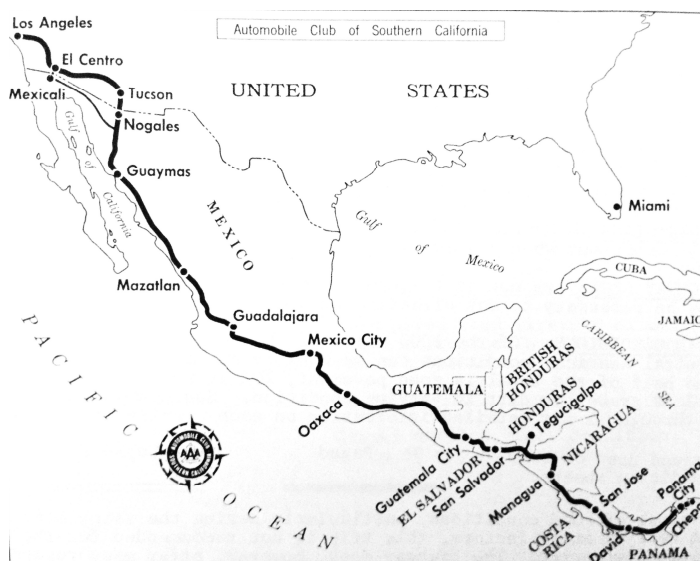 Automobile Club of Southern California
Los Angeles
El Centro
Mexicali
Tucson
Nogales
UNITED STATES
Gulf
of
California
Guaymas
MEXICO
Miami
Gulf
of
Mexico
CUBA
Mazatlan
JAMAIC
Guadalajara
Mexico City
CARIBBEAN
SEA
BRITISH
HONDURAS
GUATEMALA
Oaxaca
HONDURAS
Tegucigalpa
NICARAGUA
PACIFIC
OCEAN
AUTOMOBILE CLUB
AAA
SOUTHERN CALIFORNIA
Guatemala City
EL SALVADOR
San Salvador
Managua
San Jose
COSTA
RICA
David
Panama
City
Chepo
PANAMA